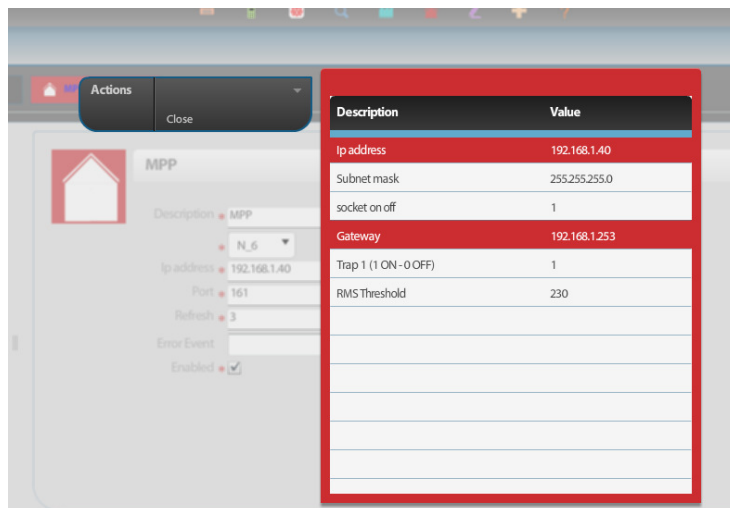 Actions
Close
MPP
MPP
Description MPP
N_6
Ip address 192.168.1.40
Port 161
Refresh 3
Error Event
Enabled
Description Value
Ip address 192.168.1.40
Subnet mask 255.255.255.0
socket on off 1
Gateway 192.168.1.253
Trap 1 (1 ON - 0 OFF) 1
RMS Threshold 230